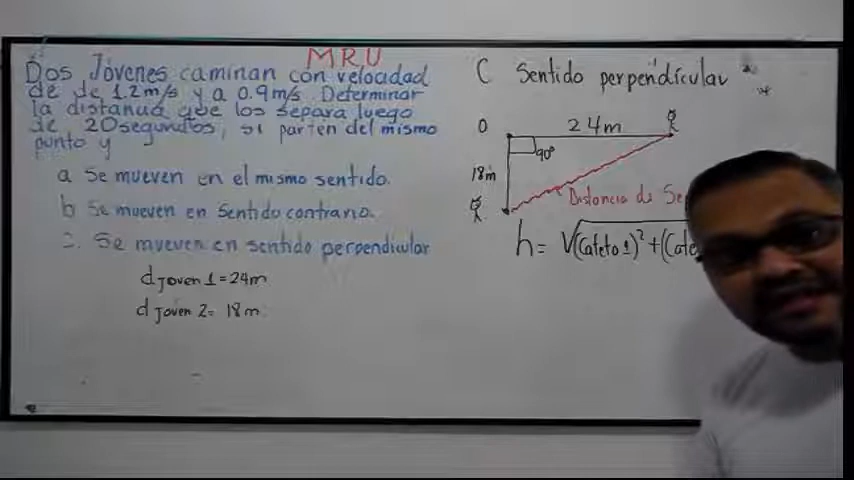 MRU
Dos Jóvenes caminan con velocidad
de de 1.2m/s y a 0.9m/s. Determinar
la distancia que los separa luego
de 20segundos, si parten del mismo
punto y
a Se mueven en el mismo sentido.
b Se mueven en Sentido contrario.
c. Se mueven en sentido perpendicular
d Joven 1 = 24m
d Joven 2 = 18m.
C Sentido perpendicular
0 24m
90°
18m
Distancia de Se
h = √(Cateto 1)² + (Cate